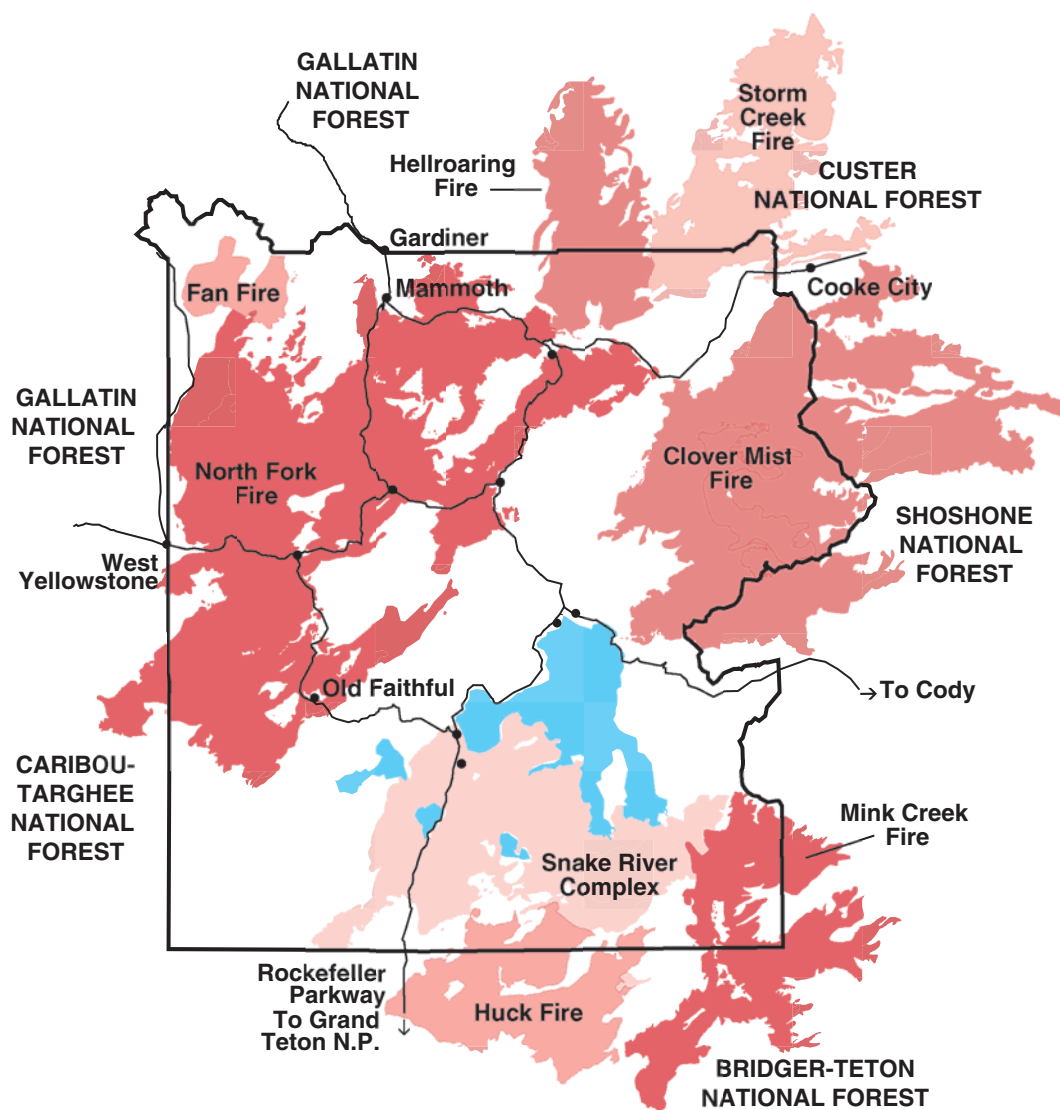 GALLATIN
NATIONAL
FOREST
Storm
Creek
Fire
Hellroaring
Fire
CUSTER
NATIONAL FOREST
Gardiner
Fan Fire
Mammoth
Cooke City
GALLATIN
NATIONAL
FOREST
North Fork
Fire
Clover Mist
Fire
SHOSHONE
NATIONAL
FOREST
West
Yellowstone
Old Faithful
To Cody
CARIBOU-
TARGHEE
NATIONAL
FOREST
Mink Creek
Fire
Snake River
Complex
Rockefeller
Parkway
To Grand
Teton N.P.
Huck Fire
BRIDGER-TETON
NATIONAL FOREST